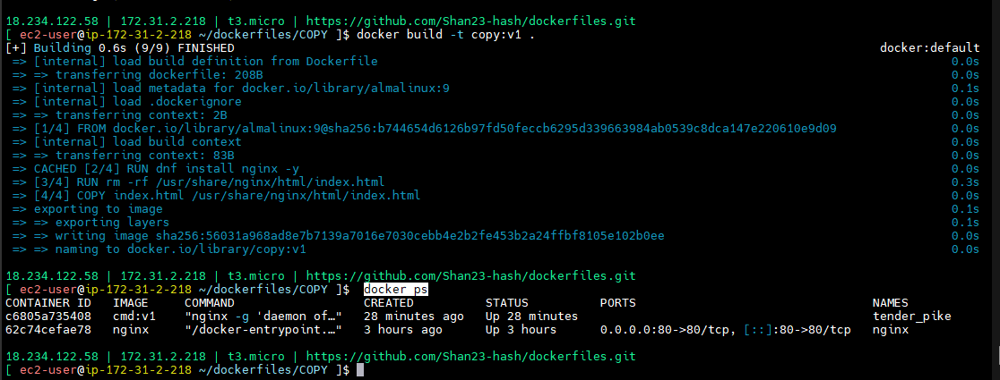 18.234.122.58 | 172.31.2.218 | t3.micro | https://github.com/Shan23-hash/dockerfiles.git
[ ec2-user@ip-172-31-2-218 ~/dockerfiles/COPY ]$ docker build -t copy:v1 .
[+] Building 0.6s (9/9) FINISHED docker:default
=> [internal] load build definition from Dockerfile 0.0s
=> => transferring dockerfile: 208B 0.0s
=> [internal] load metadata for docker.io/library/almalinux:9 0.1s
=> [internal] load .dockerignore 0.0s
=> => transferring context: 2B 0.0s
=> [1/4] FROM docker.io/library/almalinux:9@sha256:b744654d6126b97fd50feccb6295d339663984ab0539c8dca147e220610e9d09 0.0s
=> [internal] load build context 0.0s
=> => transferring context: 83B 0.0s
=> CACHED [2/4] RUN dnf install nginx -y 0.0s
=> [3/4] RUN rm -rf /usr/share/nginx/html/index.html 0.3s
=> [4/4] COPY index.html /usr/share/nginx/html/index.html 0.0s
=> exporting to image 0.1s
=> => exporting layers 0.1s
=> => writing image sha256:56031a968ad8e7b7139a7016e7030cebb4e2b2fe453b2a24ffbf8105e102b0ee 0.0s
=> => naming to docker.io/library/copy:v1 0.0s
18.234.122.58 | 172.31.2.218 | t3.micro | https://github.com/Shan23-hash/dockerfiles.git
[ ec2-user@ip-172-31-2-218 ~/dockerfiles/COPY ]$ docker ps
CONTAINER ID IMAGE COMMAND CREATED STATUS PORTS NAMES
c6805a735408 cmd:v1 "nginx -g 'daemon of…" 28 minutes ago Up 28 minutes tender_pike
62c74cefae78 nginx "/docker-entrypoint.…" 3 hours ago Up 3 hours 0.0.0.0:80->80/tcp, [::]:80->80/tcp nginx
18.234.122.58 | 172.31.2.218 | t3.micro | https://github.com/Shan23-hash/dockerfiles.git
[ ec2-user@ip-172-31-2-218 ~/dockerfiles/COPY ]$